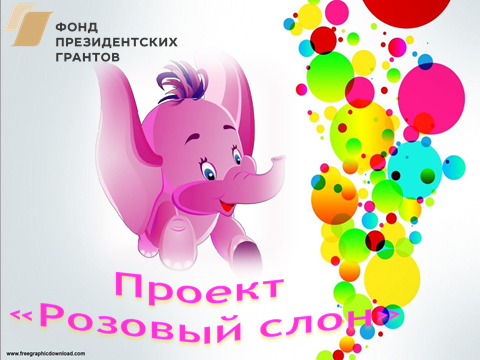 ФОНД
ПРЕЗИДЕНТСКИХ
ГРАНТОВ
Проект
«Розовый слон»
www.freegraphicdownload.com